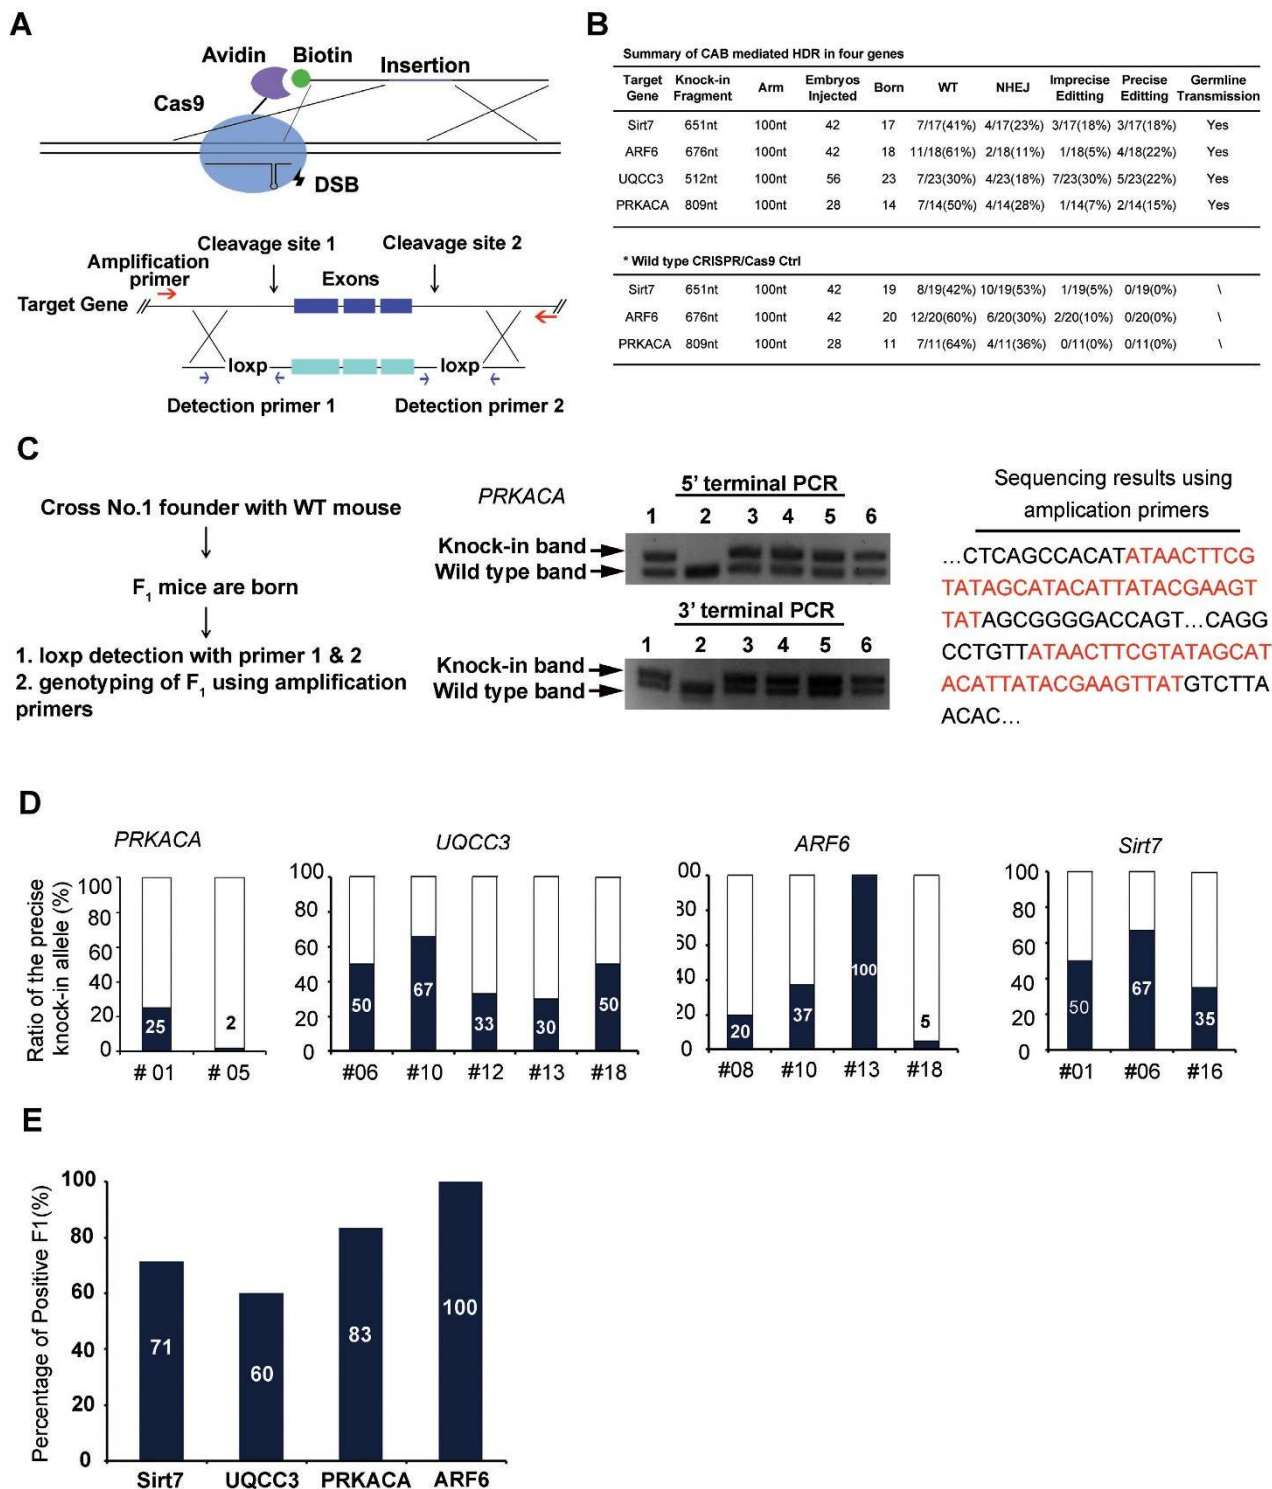 A
Avidin
Biotin
Insertion
Cas9
DSB
Cleavage site 1
Cleavage site 2
Amplification
primer
Exons
Target Gene
loxp
loxp
Detection primer 1
Detection primer 2
B
Summary of CAB mediated HDR in four genes
Target Gene Knock-in Fragment Arm Embryos Injected Born WT NHEJ Imprecise Editting Precise Editting Germline Transmission
Sirt7 651nt 100nt 42 17 7/17(41%) 4/17(23%) 3/17(18%) 3/17(18%) Yes
ARF6 676nt 100nt 42 18 11/18(61%) 2/18(11%) 1/18(5%) 4/18(22%) Yes
UQCC3 512nt 100nt 56 23 7/23(30%) 4/23(18%) 7/23(30%) 5/23(22%) Yes
PRKACA 809nt 100nt 28 14 7/14(50%) 4/14(28%) 1/14(7%) 2/14(15%) Yes
* Wild type CRISPR/Cas9 Ctrl
Sirt7 651nt 100nt 42 19 8/19(42%) 10/19(53%) 1/19(5%) 0/19(0%) \
ARF6 676nt 100nt 42 20 12/20(60%) 6/20(30%) 2/20(10%) 0/20(0%) \
PRKACA 809nt 100nt 28 11 7/11(64%) 4/11(36%) 0/11(0%) 0/11(0%) \
C
Cross No.1 founder with WT mouse
F1 mice are born
1. loxp detection with primer 1 & 2
2. genotyping of F1 using amplification
primers
PRKACA
5' terminal PCR
1 2 3 4 5 6
Knock-in band
Wild type band
3' terminal PCR
1 2 3 4 5 6
Knock-in band
Wild type band
Sequencing results using
amplication primers
...CTCAGCCACATATAACTTCG
TATAGCATACATTATACGAAGT
TATAGCGGGGACCAGT...CAGG
CCTGTTATAACTTCGTATAGCAT
ACATTATACGAAGTTATGTCTTA
ACAC...
D
Ratio of the precise
knock-in allele (%)
PRKACA
100
80
60
40
20
0
25
2
# 01 # 05
UQCC3
100
80
60
40
20
0
50
67
33
30
50
#06 #10 #12 #13 #18
ARF6
00
80
60
40
20
0
20
37
100
5
#08 #10 #13 #18
Sirt7
100
80
60
40
20
0
50
67
35
#01 #06 #16
E
Percentage of Positive F1(%)
100
80
60
40
20
0
71
60
83
100
Sirt7 UQCC3 PRKACA ARF6